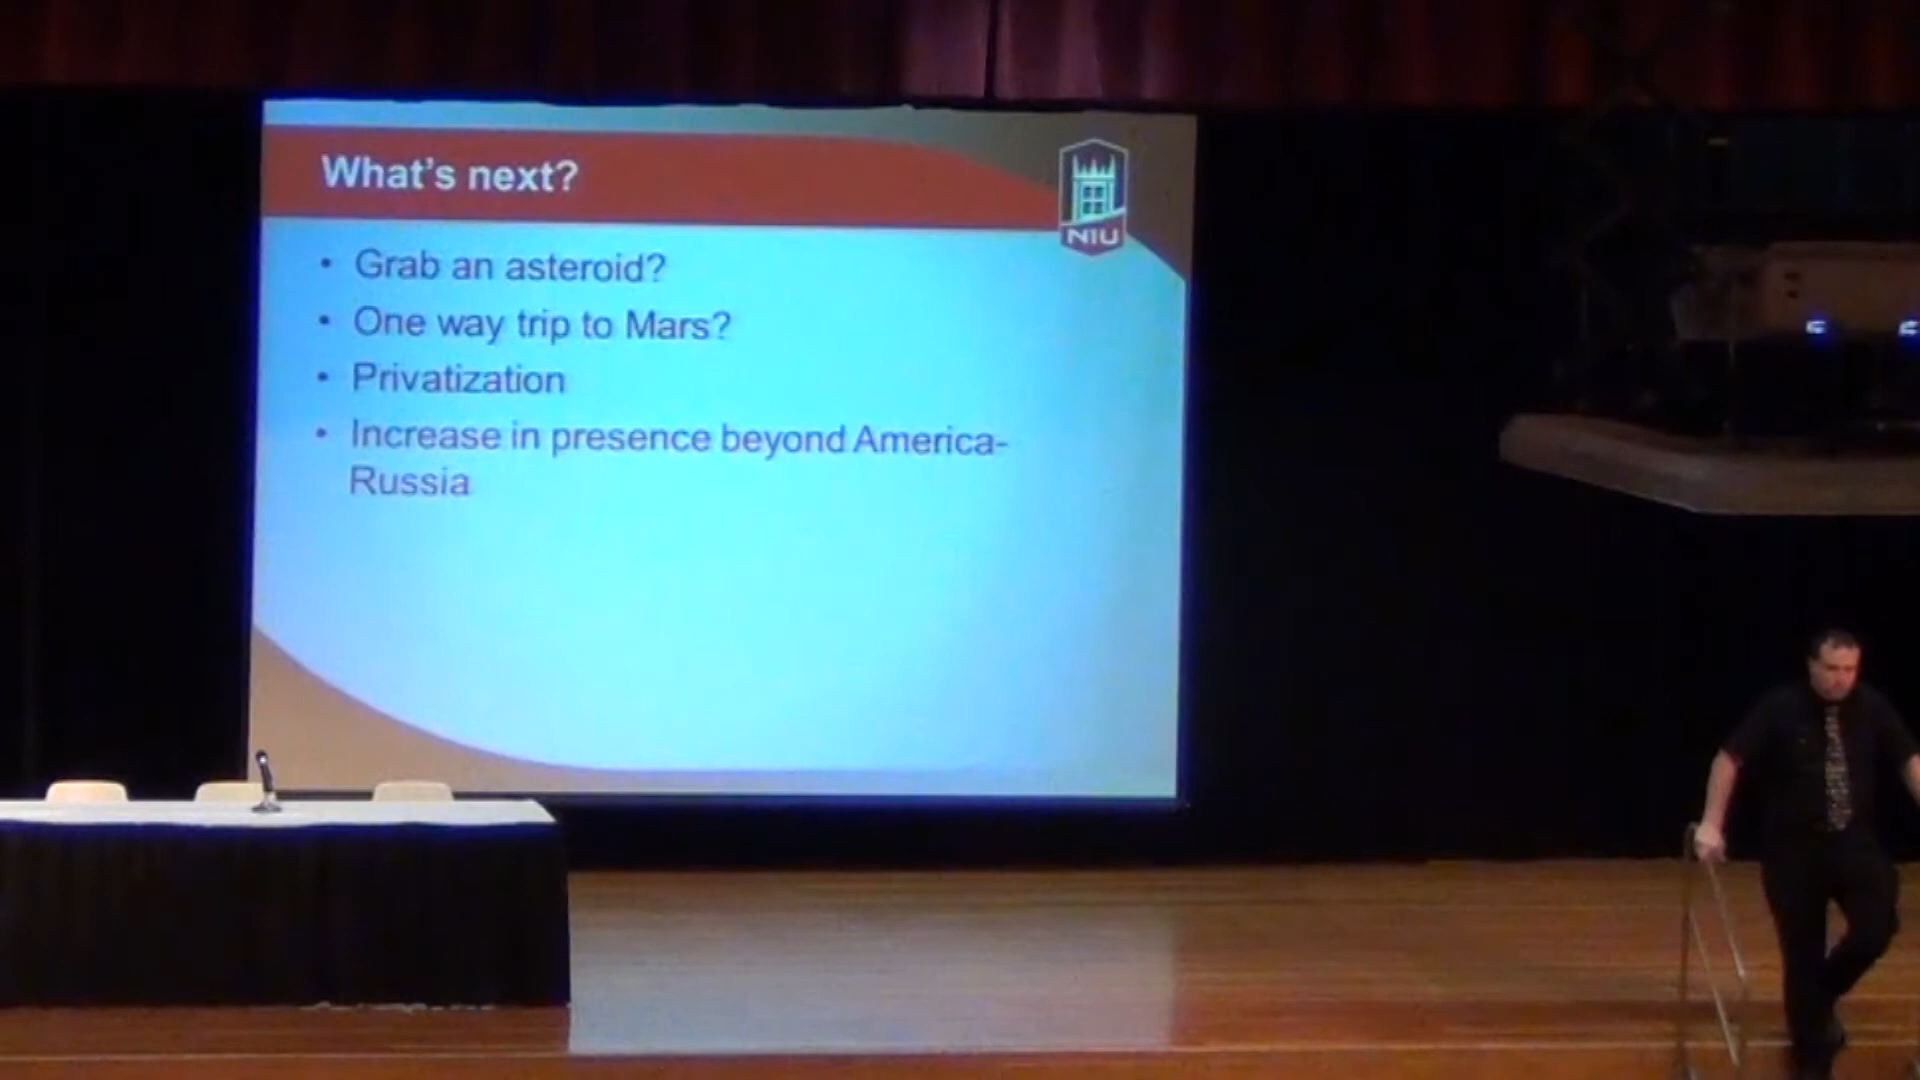 What's next?
NIU
• Grab an asteroid?
• One way trip to Mars?
• Privatization
• Increase in presence beyond America-
Russia